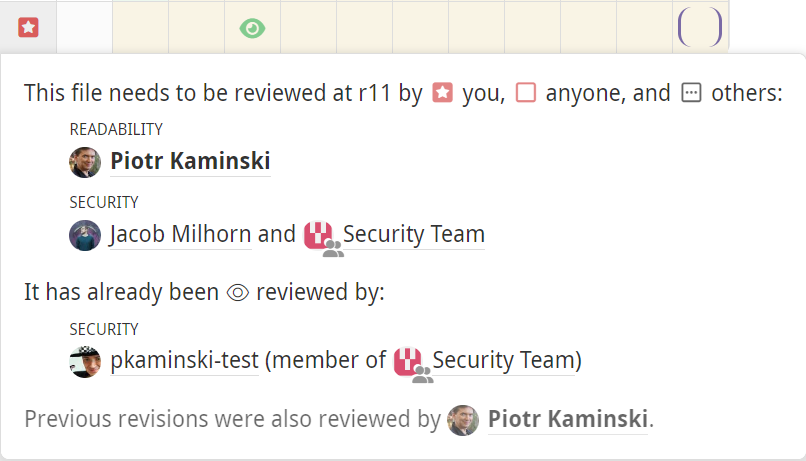 This file needs to be reviewed at r11 by you, anyone, and others:
READABILITY
Piotr Kaminski
SECURITY
Jacob Milhorn and Security Team
It has already been reviewed by:
SECURITY
pkaminski-test (member of Security Team)
Previous revisions were also reviewed by Piotr Kaminski.